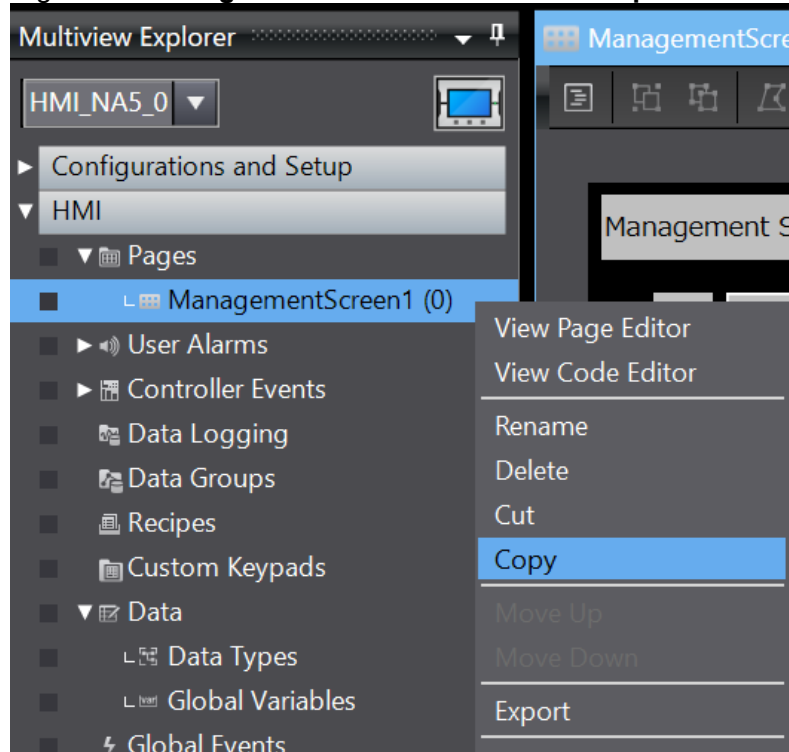 Multiview Explorer
ManagementScre
HMI_NA5_0
Configurations and Setup
HMI
Management S
Pages
ManagementScreen1 (0)
View Page Editor
User Alarms
View Code Editor
Controller Events
Rename
Data Logging
Delete
Data Groups
Cut
Recipes
Copy
Custom Keypads
Move Up
Data
Move Down
Data Types
Global Variables
Export
Global Events